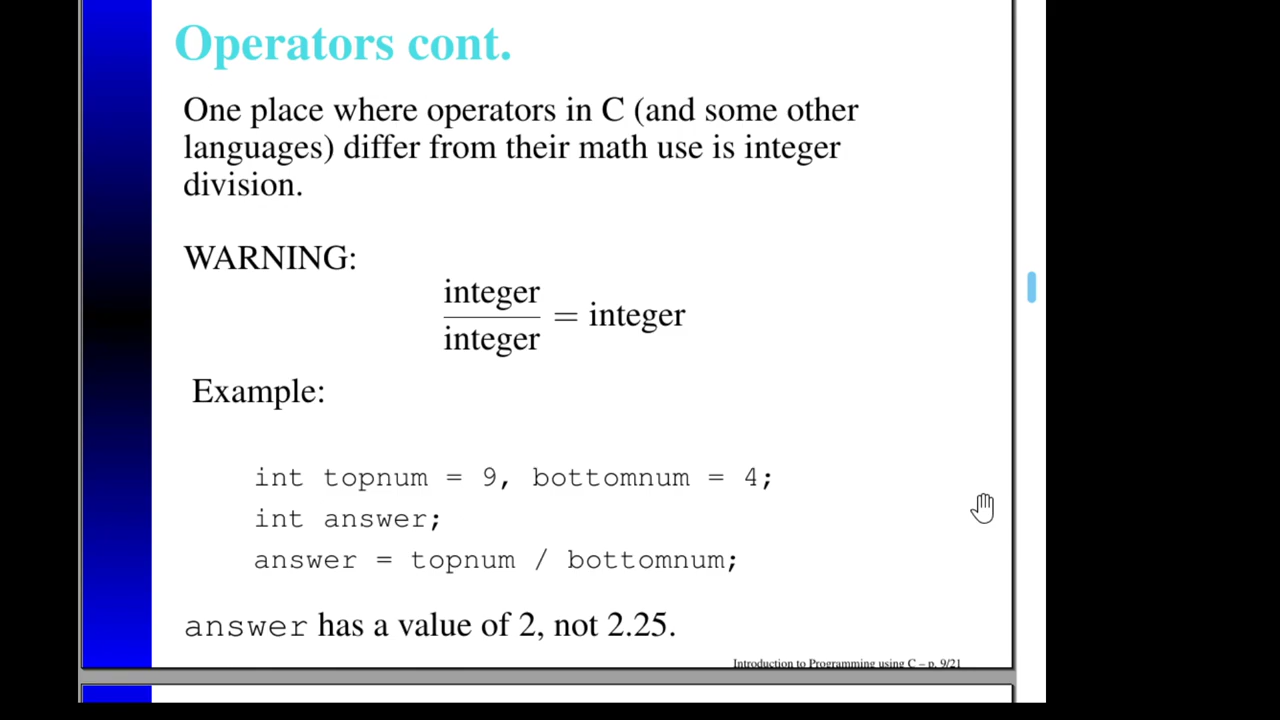 Operators cont.
One place where operators in C (and some other
languages) differ from their math use is integer
division.
WARNING:
integer
integer
= integer
Example:
int topnum = 9, bottomnum = 4;
int answer;
answer = topnum / bottomnum;
answer has a value of 2, not 2.25.
Introduction to Programming using C – p. 9/21